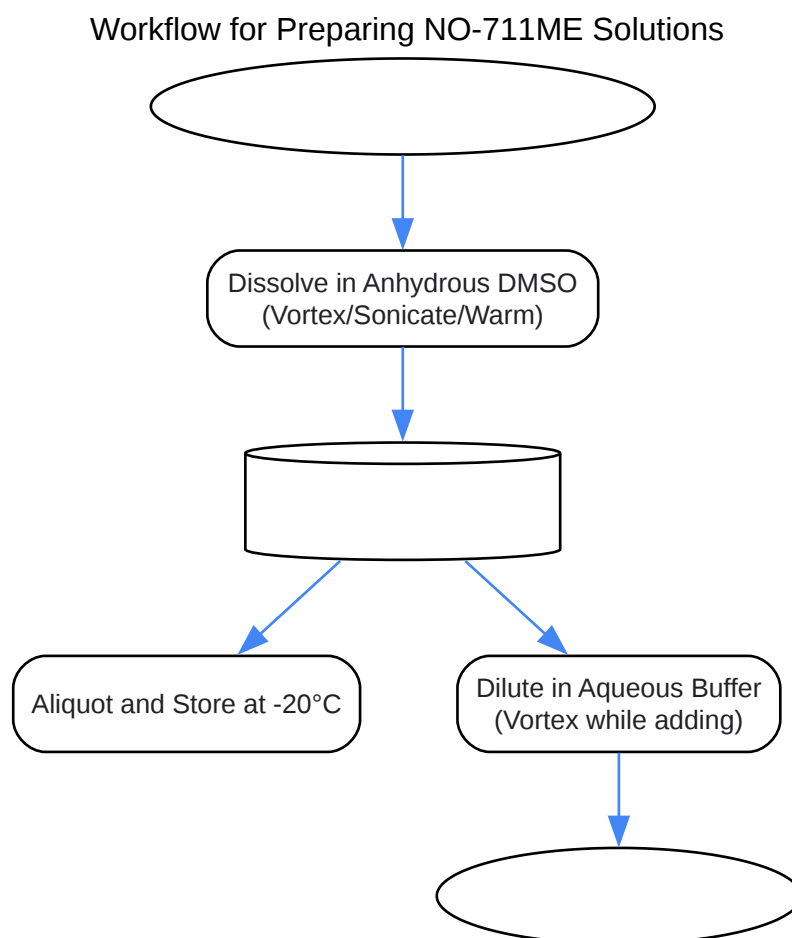 Workflow for Preparing NO-711ME Solutions
Dissolve in Anhydrous DMSO
(Vortex/Sonicate/Warm)
Aliquot and Store at -20°C
Dilute in Aqueous Buffer
(Vortex while adding)